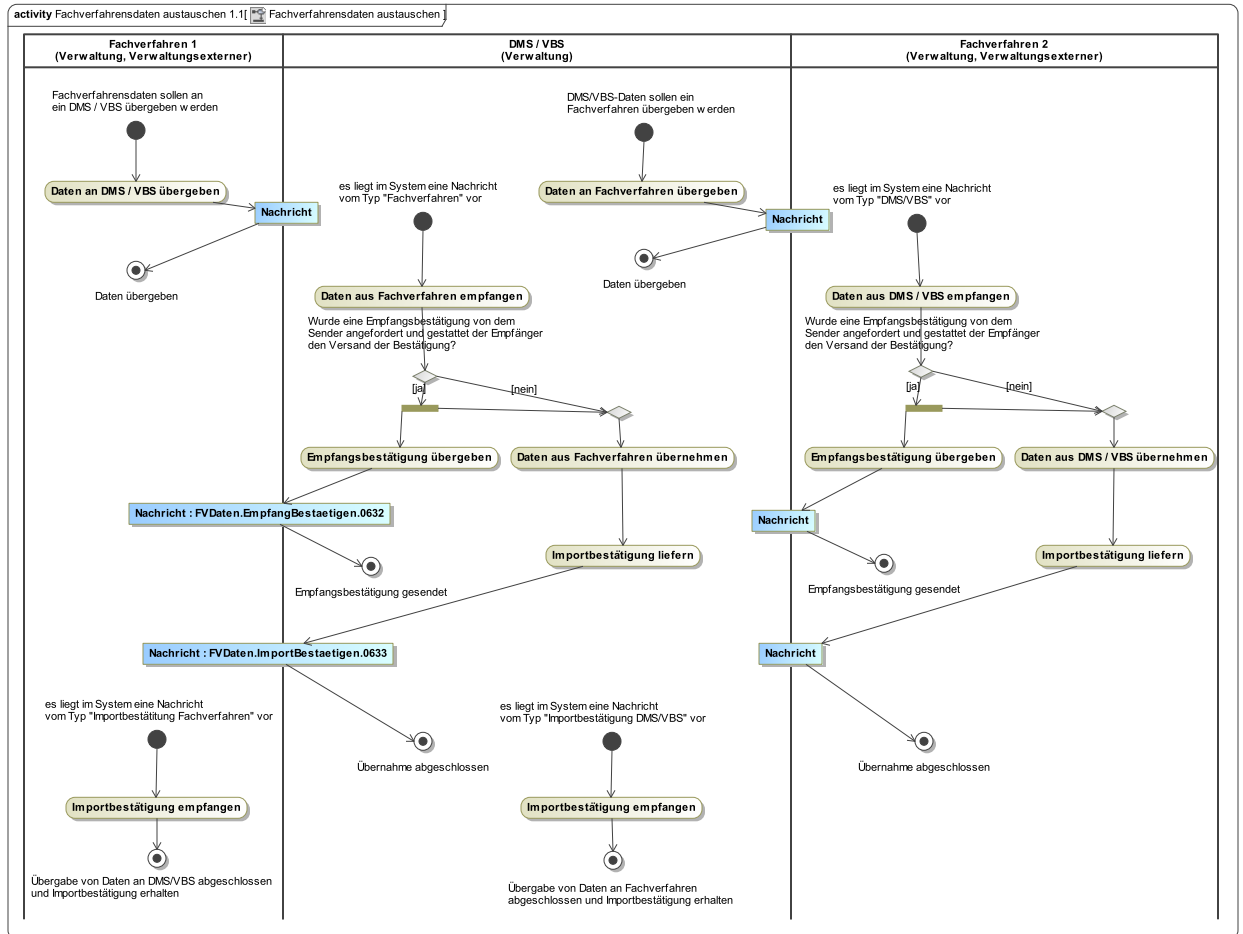 activity Fachverfahrensdaten austauschen 1.1[ Fachverfahrensdaten austauschen ]
Fachverfahren 1
(Verwaltung, Verwaltungsexterner)
DMS / VBS
(Verwaltung)
Fachverfahren 2
(Verwaltung, Verwaltungsexterner)
Fachverfahrensdaten sollen an
ein DMS / VBS übergeben werden
Daten an DMS / VBS übergeben
Nachricht
Daten übergeben
DMS/VBS-Daten sollen ein
Fachverfahren übergeben werden
Daten an Fachverfahren übergeben
Nachricht
Daten übergeben
es liegt im System eine Nachricht
vom Typ "Fachverfahren" vor
Daten aus Fachverfahren empfangen
Wurde eine Empfangsbestätigung von dem
Sender angefordert und gestattet der Empfänger
den Versand der Bestätigung?
[ja]
[nein]
Empfangsbestätigung übergeben
Daten aus Fachverfahren übernehmen
Nachricht : FVDaten.EmpfangBestaetigen.0632
Empfangsbestätigung gesendet
Importbestätigung liefern
Nachricht : FVDaten.ImportBestaetigen.0633
Übernahme abgeschlossen
es liegt im System eine Nachricht
vom Typ "DMS/VBS" vor
Daten aus DMS / VBS empfangen
Wurde eine Empfangsbestätigung von dem
Sender angefordert und gestattet der Empfänger
den Versand der Bestätigung?
[ja]
[nein]
Empfangsbestätigung übergeben
Daten aus DMS / VBS übernehmen
Nachricht
Empfangsbestätigung gesendet
Importbestätigung liefern
Nachricht
Übernahme abgeschlossen
es liegt im System eine Nachricht
vom Typ "Importbestätitung Fachverfahren" vor
Importbestätigung empfangen
Übergabe von Daten an DMS/VBS abgeschlossen
und Importbestätigung erhalten
es liegt im System eine Nachricht
vom Typ "Importbestätigung DMS/VBS" vor
Importbestätigung empfangen
Übergabe von Daten an Fachverfahren
abgeschlossen und Importbestätigung erhalten